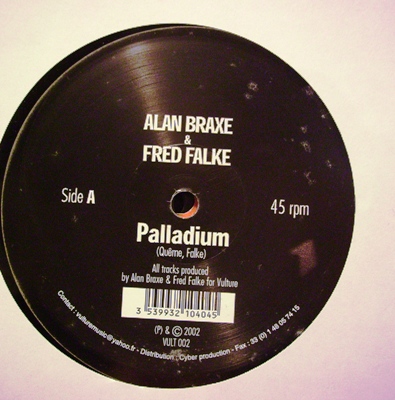 ALAN BRAXE
&
FRED FALKE
Side A
45 rpm
Palladium
(Quême, Falke)
All tracks produced
by Alan Braxe & Fred Falke for Vulture
3 539932 104045
(P) & © 2002
VULT 002
Contact : vulturemusic@yahoo.fr - Distribution : Cyber production - Fax : 33 (0) 1 48 05 74 15